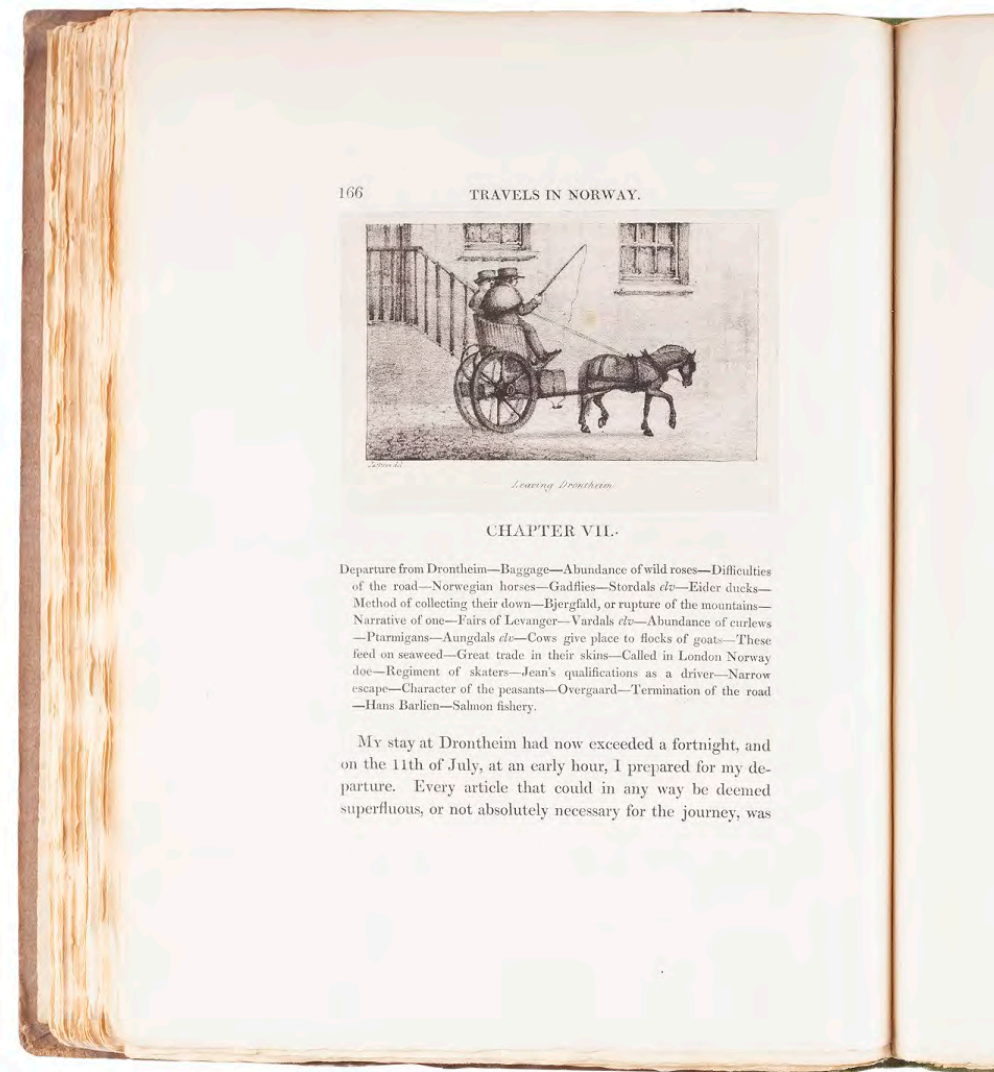 166 TRAVELS IN NORWAY.
Leaving Drontheim
CHAPTER VII.
Departure from Drontheim—Baggage—Abundance of wild roses—Difficulties
of the road—Norwegian horses—Gadflies—Stordals elv—Eider ducks—
Method of collecting their down—Bjergfald, or rupture of the mountains—
Narrative of one—Fairs of Levanger—Vardals elv—Abundance of curlews
—Ptarmigans—Aungdals elv—Cows give place to flocks of goats—These
feed on seaweed—Great trade in their skins—Called in London Norway
doe—Regiment of skaters—Jean's qualifications as a driver—Narrow
escape—Character of the peasants—Overgaard—Termination of the road
—Hans Barlien—Salmon fishery.
My stay at Drontheim had now exceeded a fortnight, and
on the 11th of July, at an early hour, I prepared for my de-
parture. Every article that could in any way be deemed
superfluous, or not absolutely necessary for the journey, was